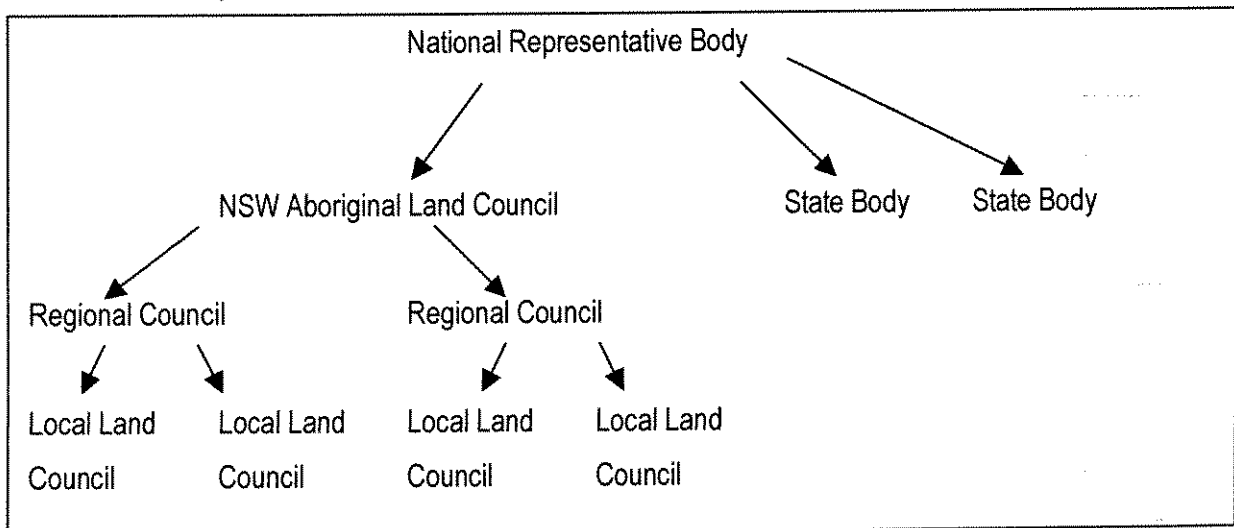 National Representative Body
NSW Aboriginal Land Council
State Body
State Body
Regional Council
Regional Council
Local Land
Council
Local Land
Council
Local Land
Council
Local Land
Council